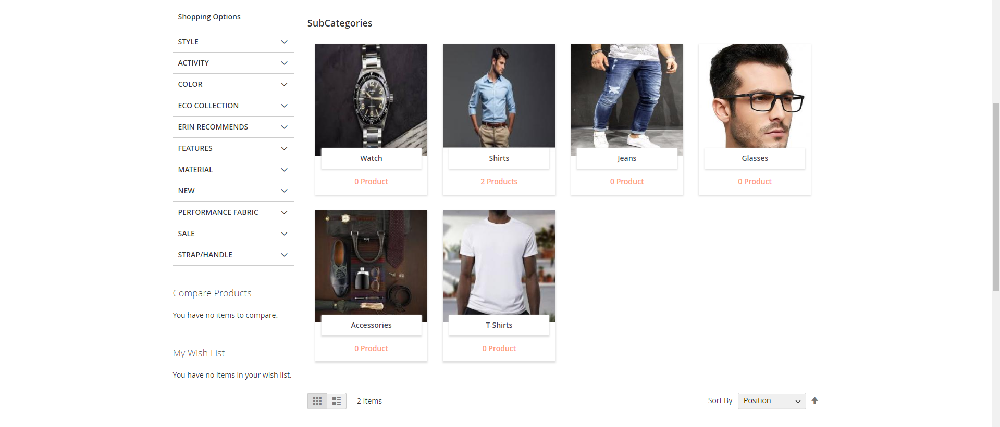 Shopping Options
STYLE
ACTIVITY
COLOR
ECO COLLECTION
ERIN RECOMMENDS
FEATURES
MATERIAL
NEW
PERFORMANCE FABRIC
SALE
STRAP/HANDLE
Compare Products
You have no items to compare.
My Wish List
You have no items in your wish list.
SubCategories
Watch
0 Product
Shirts
2 Products
Jeans
0 Product
Glasses
0 Product
Accessories
0 Product
T-Shirts
0 Product
2 Items
Sort By
Position